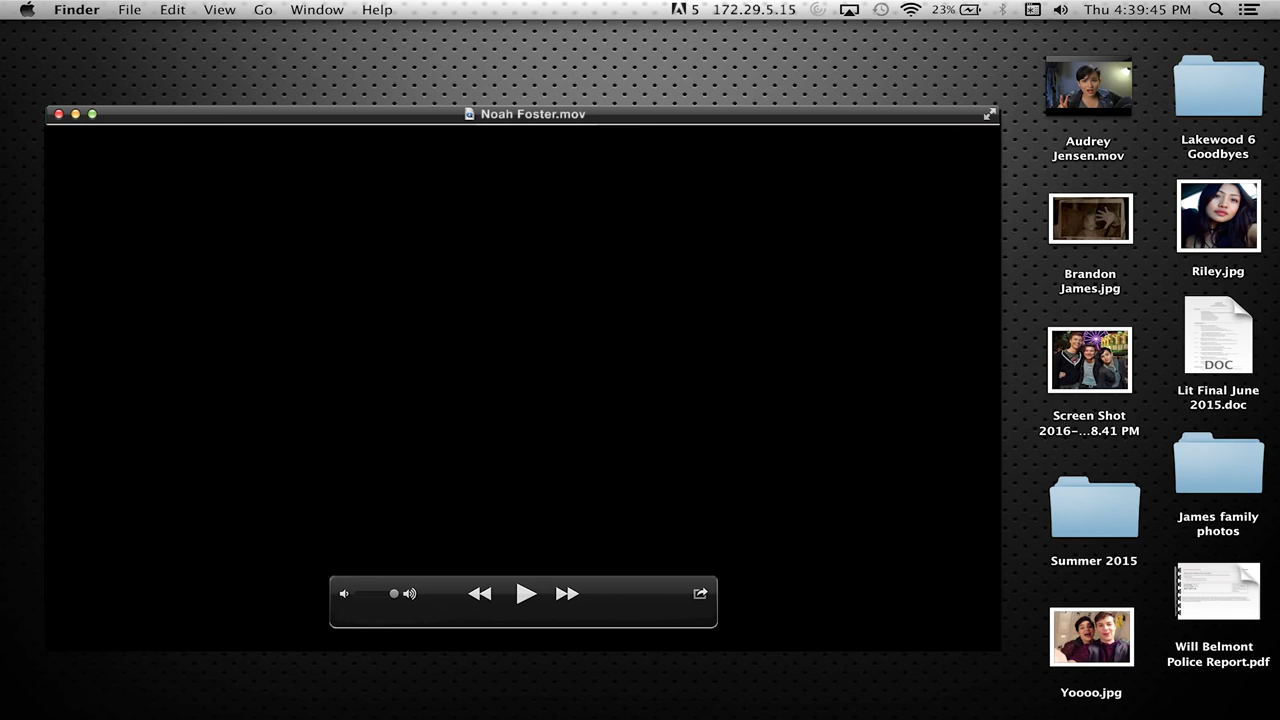 Finder File Edit View Go Window Help 5 172.29.5.15 23% Thu 4:39:45 PM
Noah Foster.mov
Audrey
Jensen.mov
Lakewood 6
Goodbyes
Brandon
James.jpg
Riley.jpg
Screen Shot
2016-...8.41 PM
DOC
Lit Final June
2015.doc
Summer 2015
James family
photos
Yoooo.jpg
Will Belmont
Police Report.pdf